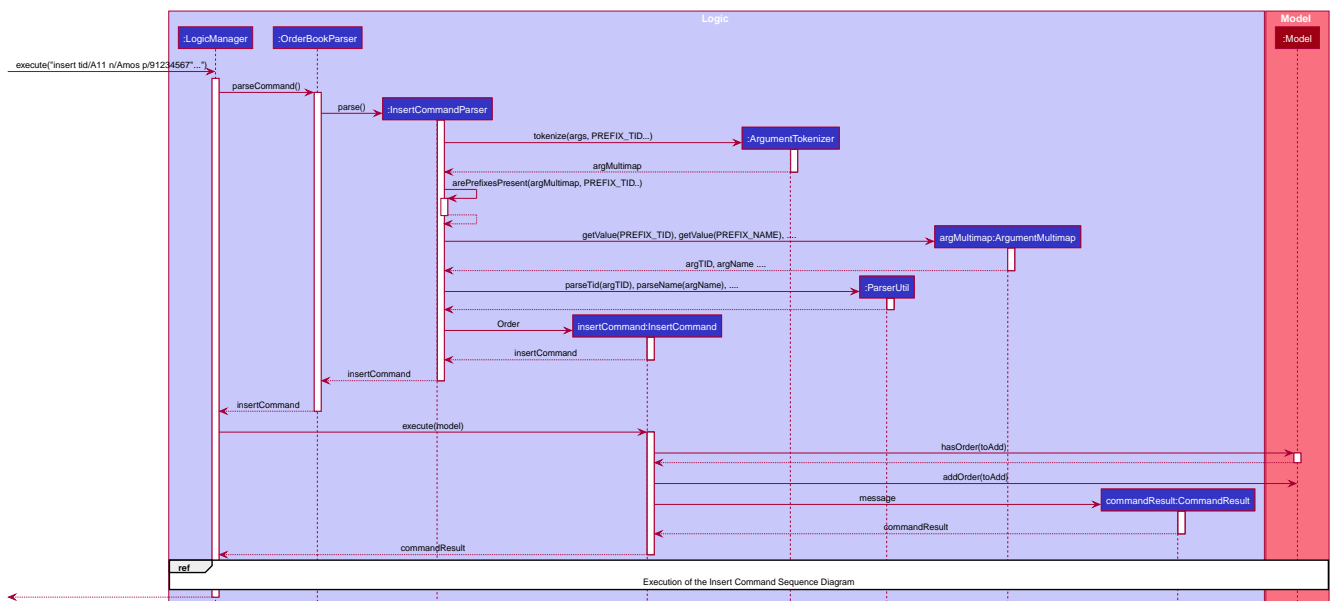 Logic
Model
:LogicManager
:OrderBookParser
:Model
execute("insert tid/A11 n/Amos p/91234567"...")
parseCommand()
parse()
:InsertCommandParser
tokenize(args, PREFIX_TID...)
:ArgumentTokenizer
argMultimap
arePrefixesPresent(argMultimap, PREFIX_TID..)
getValue(PREFIX_TID), getValue(PREFIX_NAME), ....
argMultimap:ArgumentMultimap
argTID, argName ....
parseTid(argTID), parseName(argName), ....
:ParserUtil
Order
insertCommand:InsertCommand
insertCommand
insertCommand
insertCommand
execute(model)
hasOrder(toAdd)
addOrder(toAdd)
message
commandResult:CommandResult
commandResult
commandResult
ref
Execution of the Insert Command Sequence Diagram